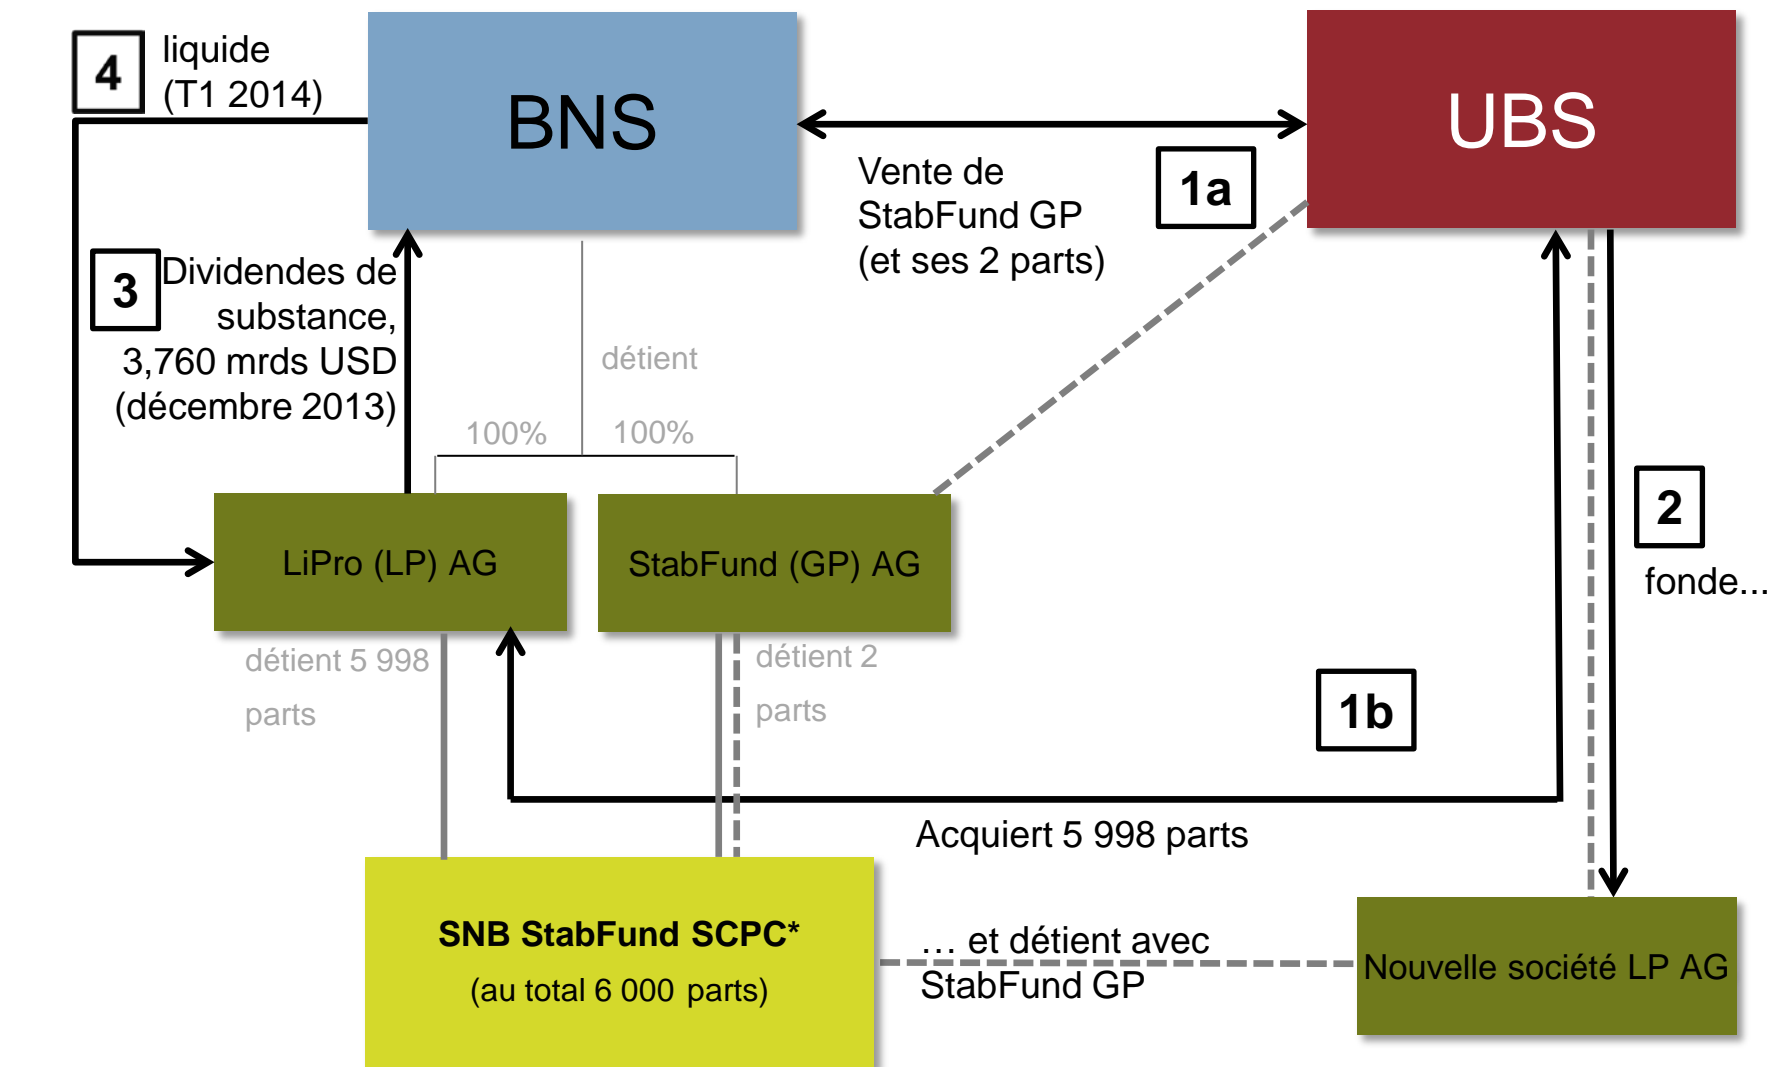 4
liquide
(T1 2014)
BNS
UBS
Vente de
StabFund GP
(et ses 2 parts)
1a
3
Dividendes de
substance,
3,760 mrds USD
(décembre 2013)
détient
100%
100%
2
fonde...
LiPro (LP) AG
StabFund (GP) AG
détient 5 998
parts
détient 2
parts
1b
Acquiert 5 998 parts
SNB StabFund SCPC*
(au total 6 000 parts)
… et détient avec
StabFund GP
Nouvelle société LP AG